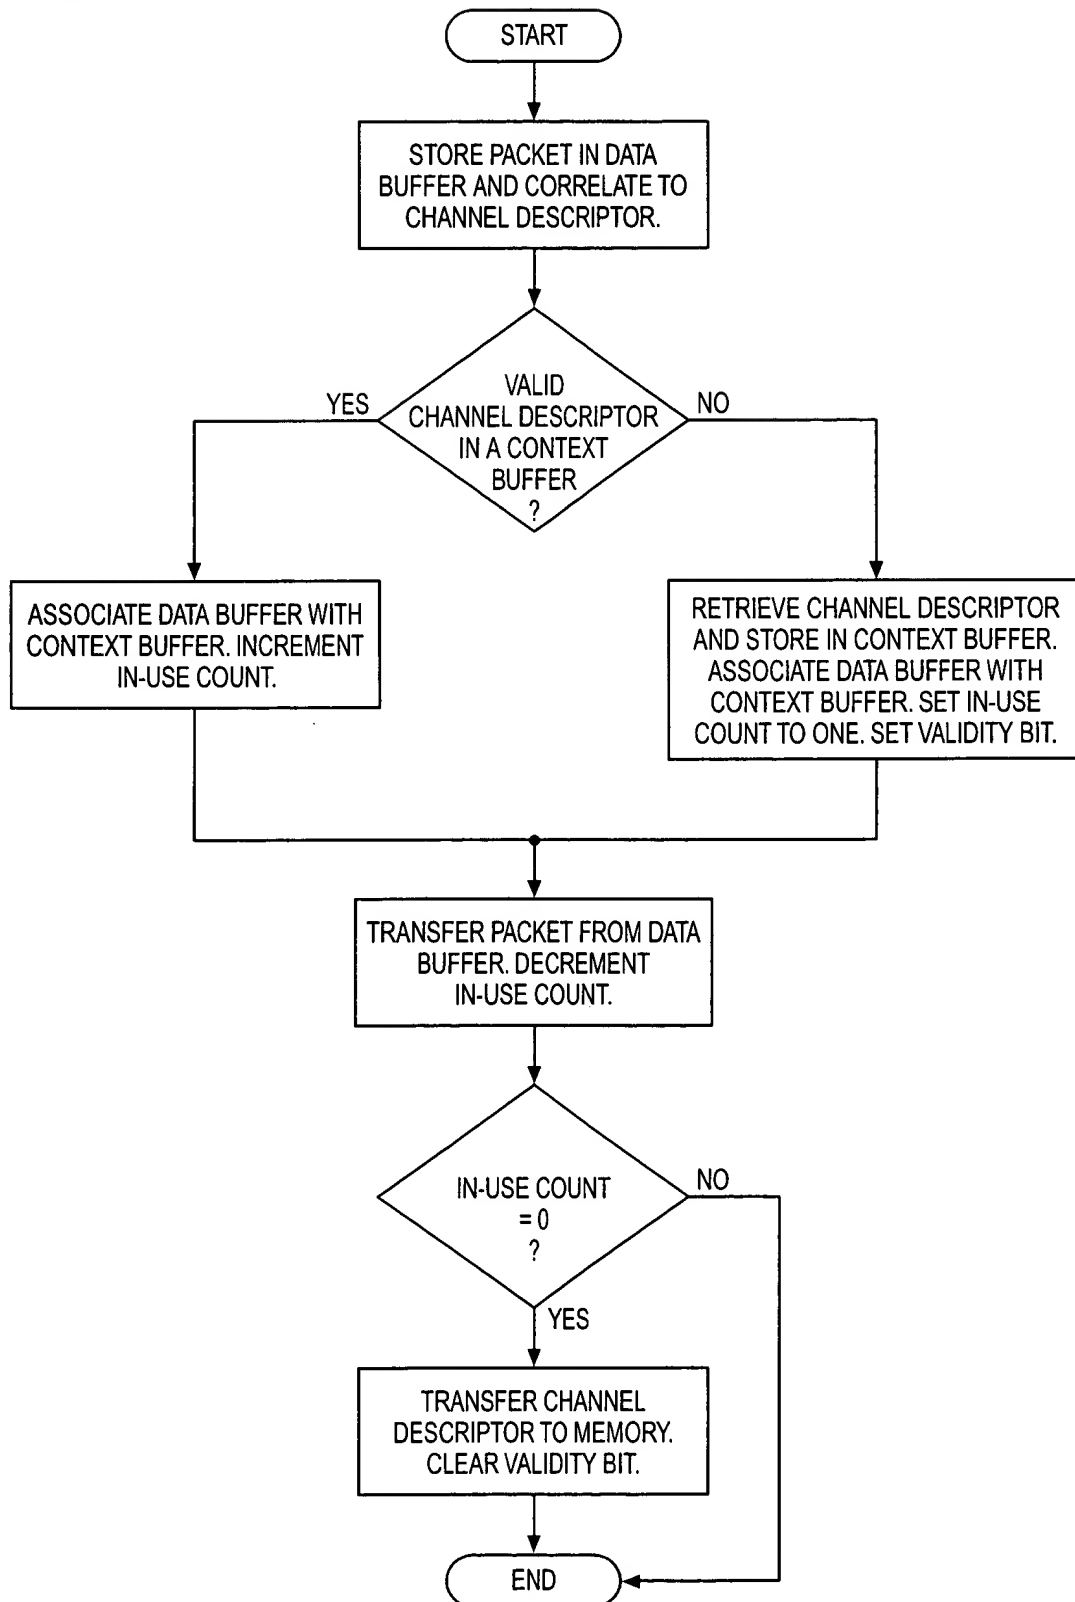 START
STORE PACKET IN DATA
BUFFER AND CORRELATE TO
CHANNEL DESCRIPTOR.
VALID
CHANNEL DESCRIPTOR
IN A CONTEXT
BUFFER
?
YES
NO
ASSOCIATE DATA BUFFER WITH
CONTEXT BUFFER. INCREMENT
IN-USE COUNT.
RETRIEVE CHANNEL DESCRIPTOR
AND STORE IN CONTEXT BUFFER.
ASSOCIATE DATA BUFFER WITH
CONTEXT BUFFER. SET IN-USE
COUNT TO ONE. SET VALIDITY BIT.
TRANSFER PACKET FROM DATA
BUFFER. DECREMENT
IN-USE COUNT.
IN-USE COUNT
= 0
?
NO
YES
TRANSFER CHANNEL
DESCRIPTOR TO MEMORY.
CLEAR VALIDITY BIT.
END